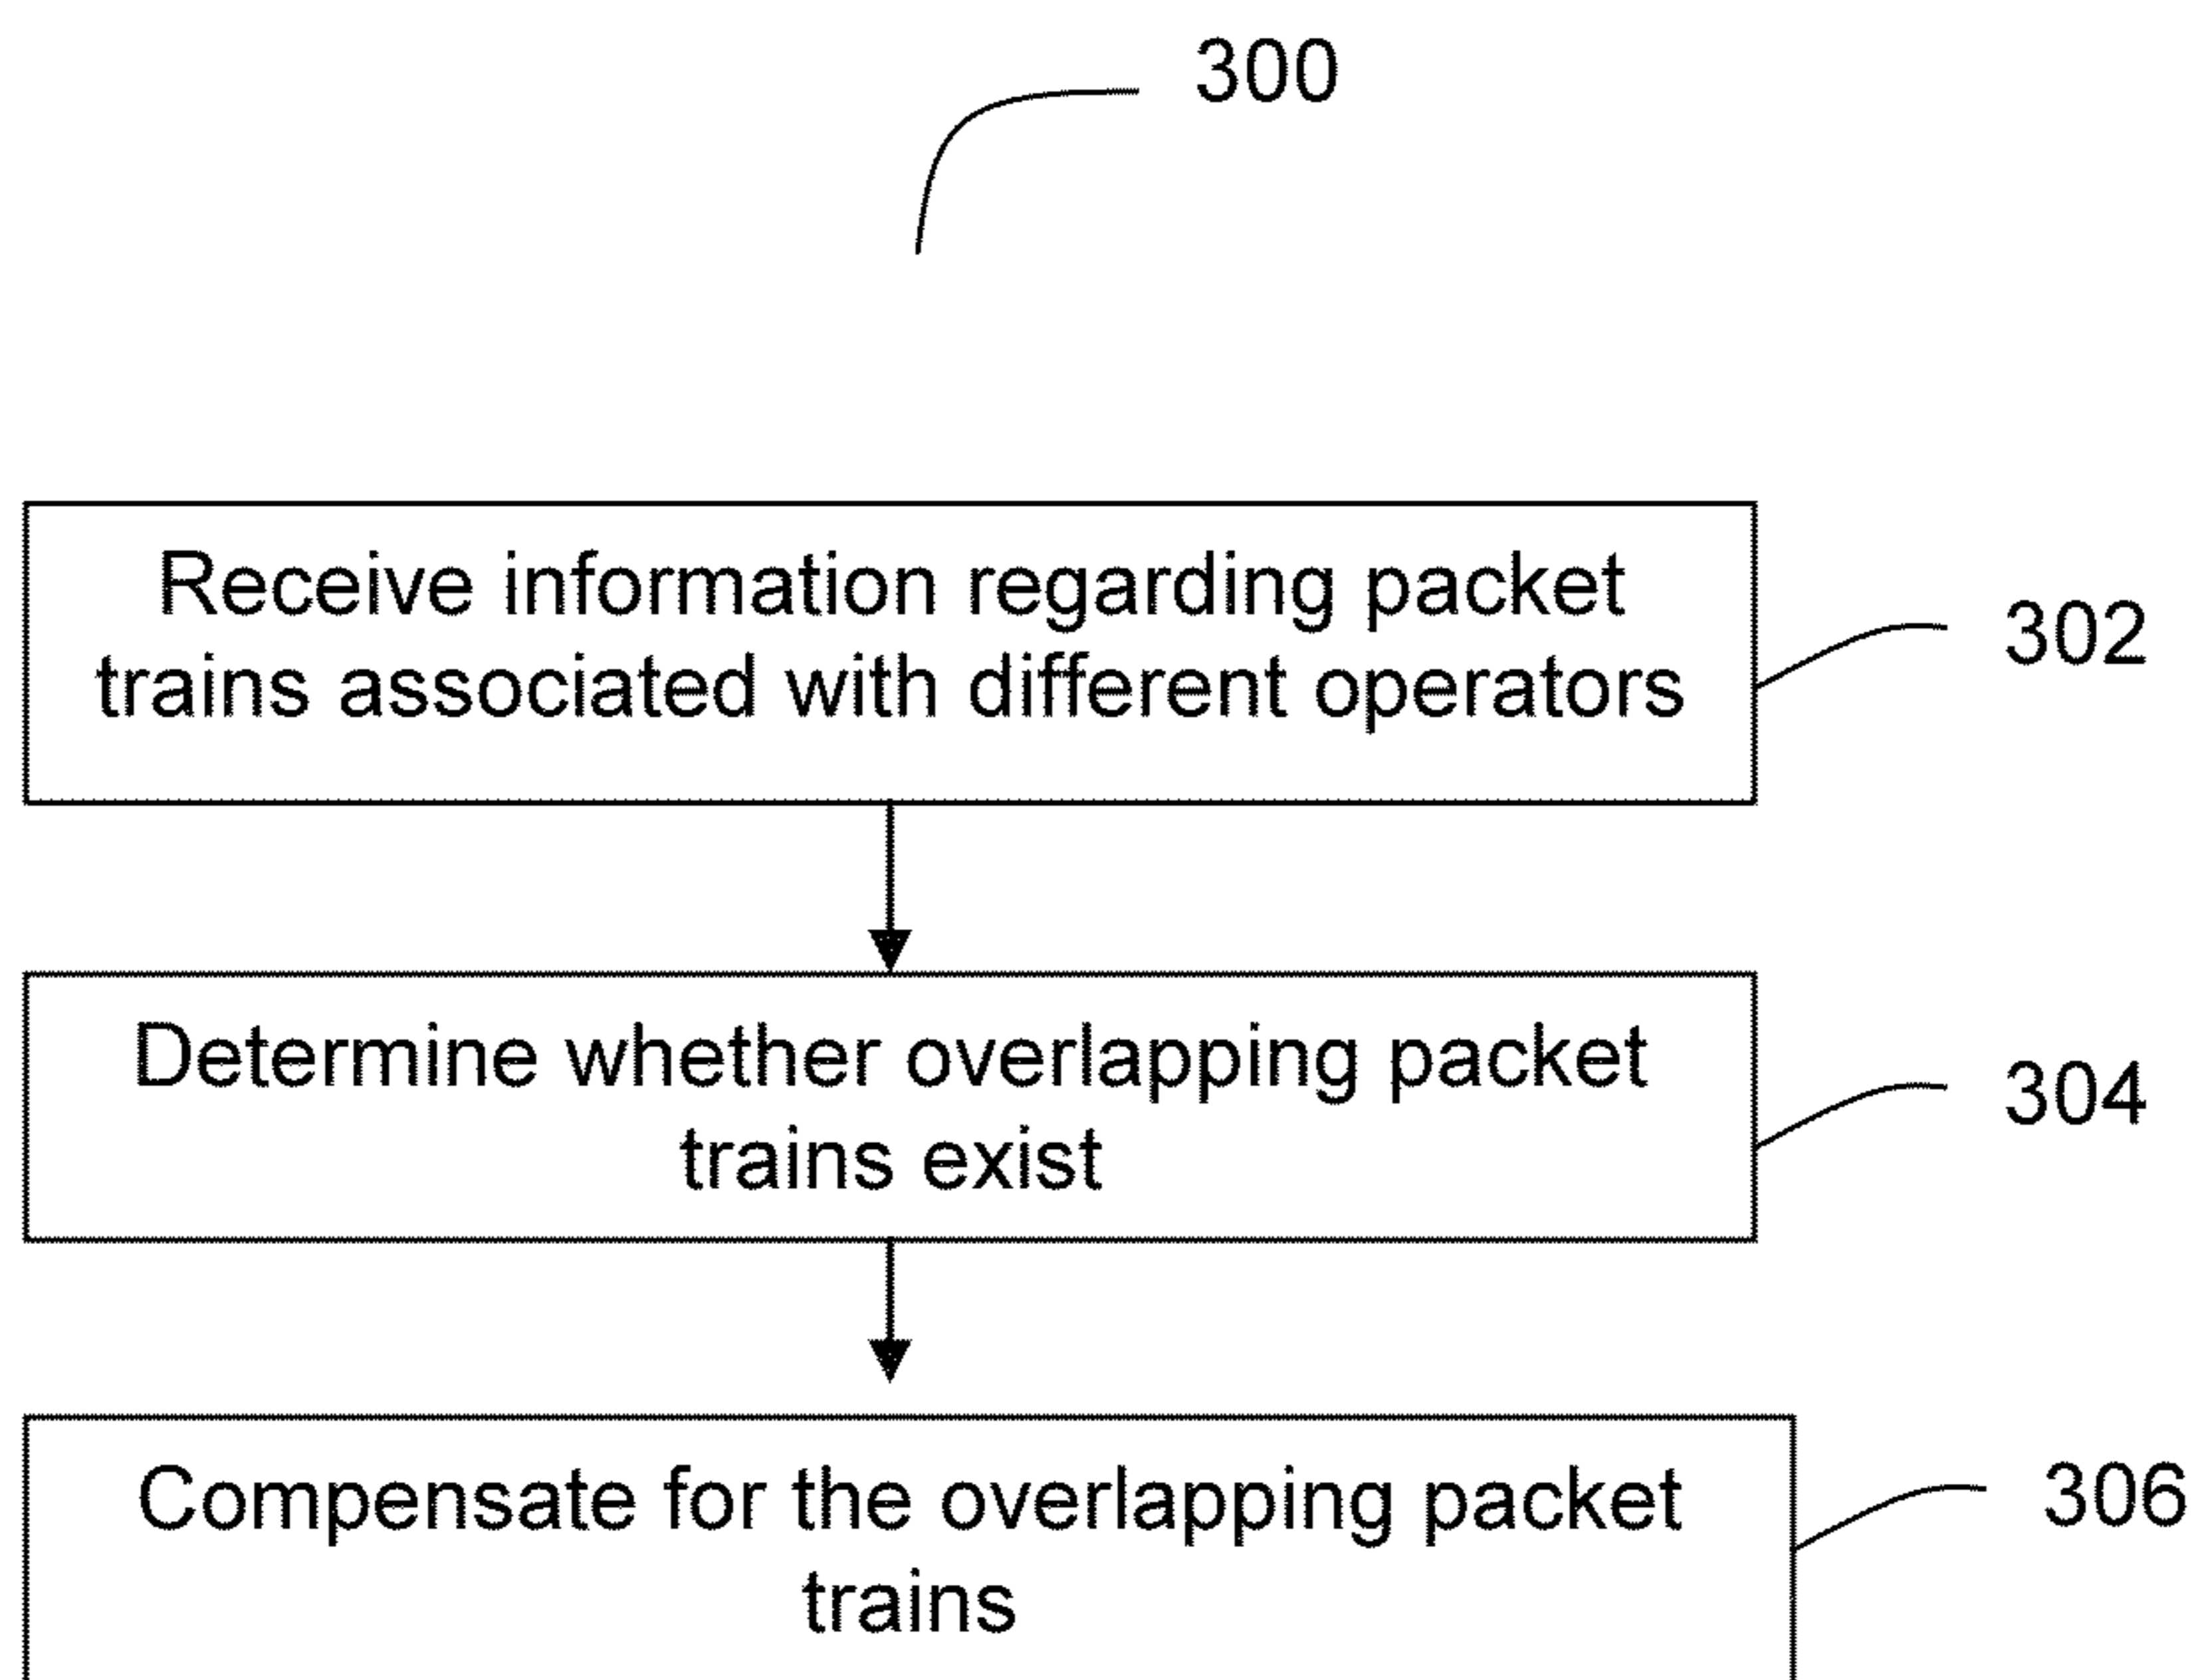 300
Receive information regarding packet
trains associated with different operators
302
Determine whether overlapping packet
trains exist
304
Compensate for the overlapping packet
trains
306